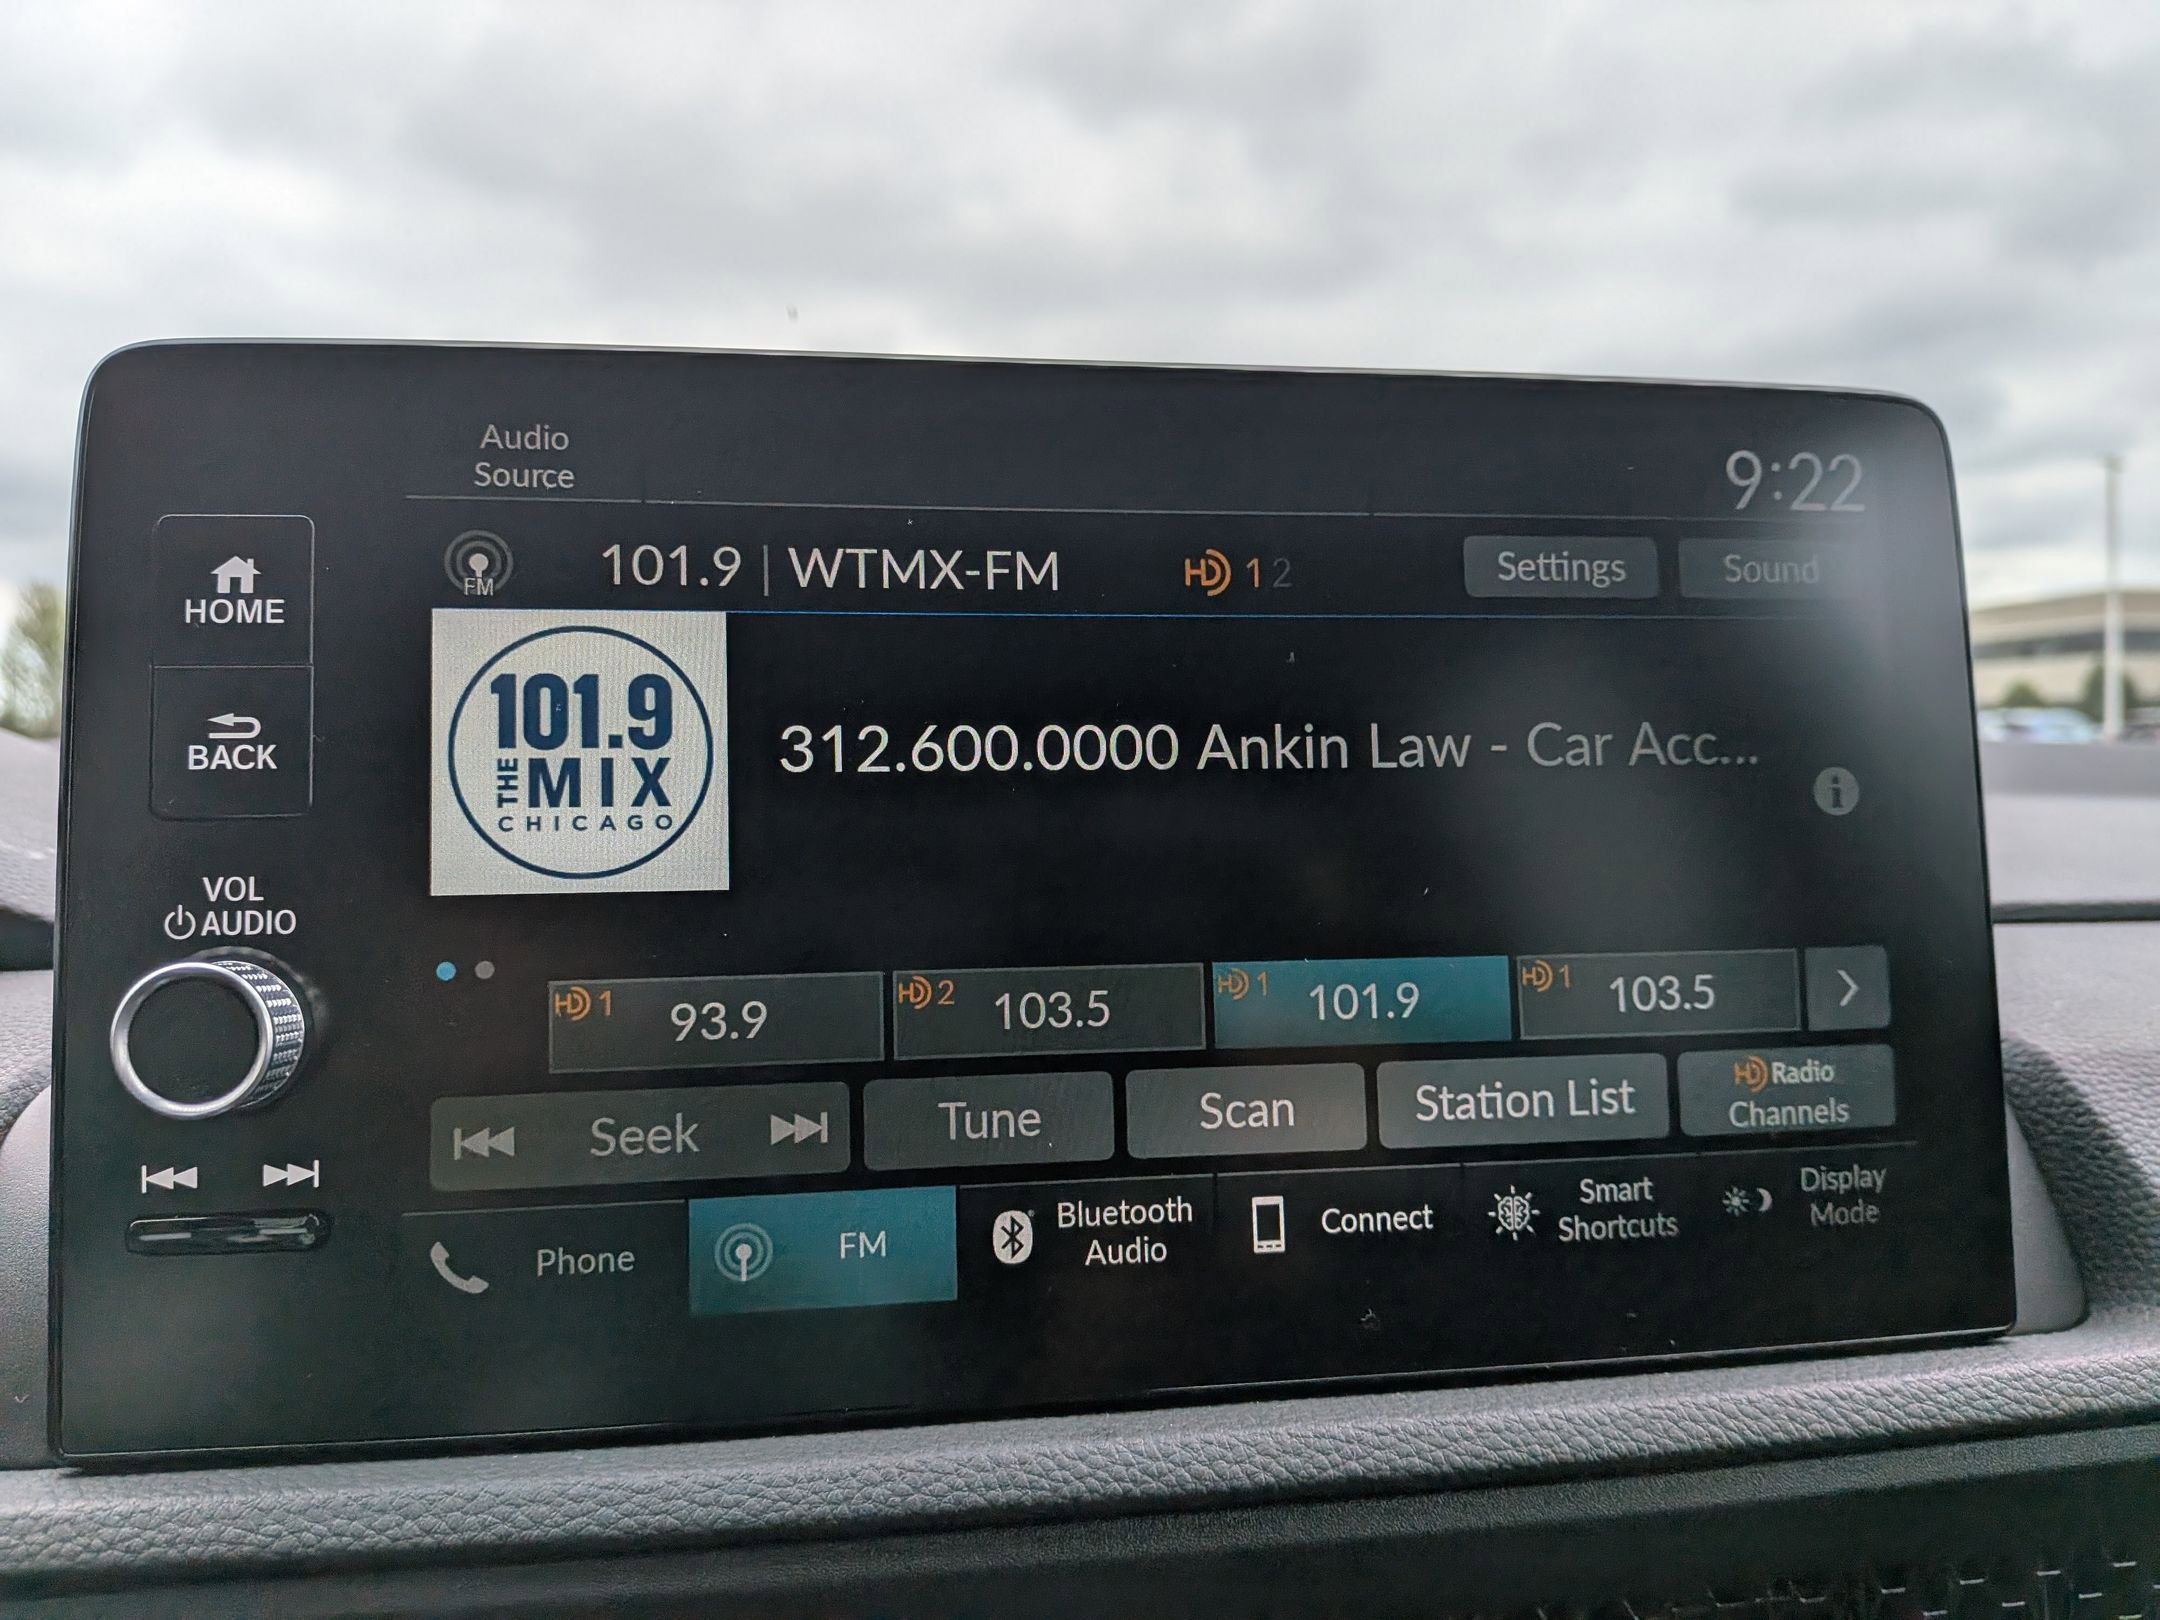 Audio
Source
9:22
HOME
BACK
VOL
AUDIO
FM
101.9 | WTMX-FM
HD 1 2
Settings
Sound
101.9
THE
MIX
CHICAGO
312.600.0000 Ankin Law - Car Acc...
i
HD 1 93.9
HD 2 103.5
HD 1 101.9
HD 1 103.5
Seek
Tune
Scan
Station List
HD Radio
Channels
Phone
FM
Bluetooth
Audio
Connect
Smart
Shortcuts
Display
Mode